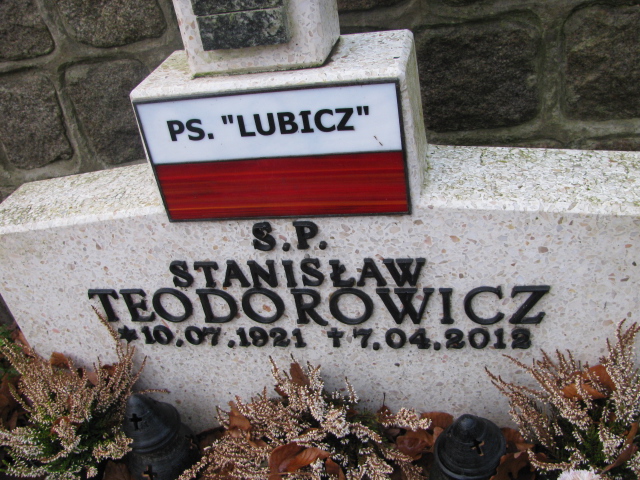 PS. "LUBICZ"
S.P.
STANISŁAW
TEODOROWICZ
* 10.07.1921 † 7.04.2012